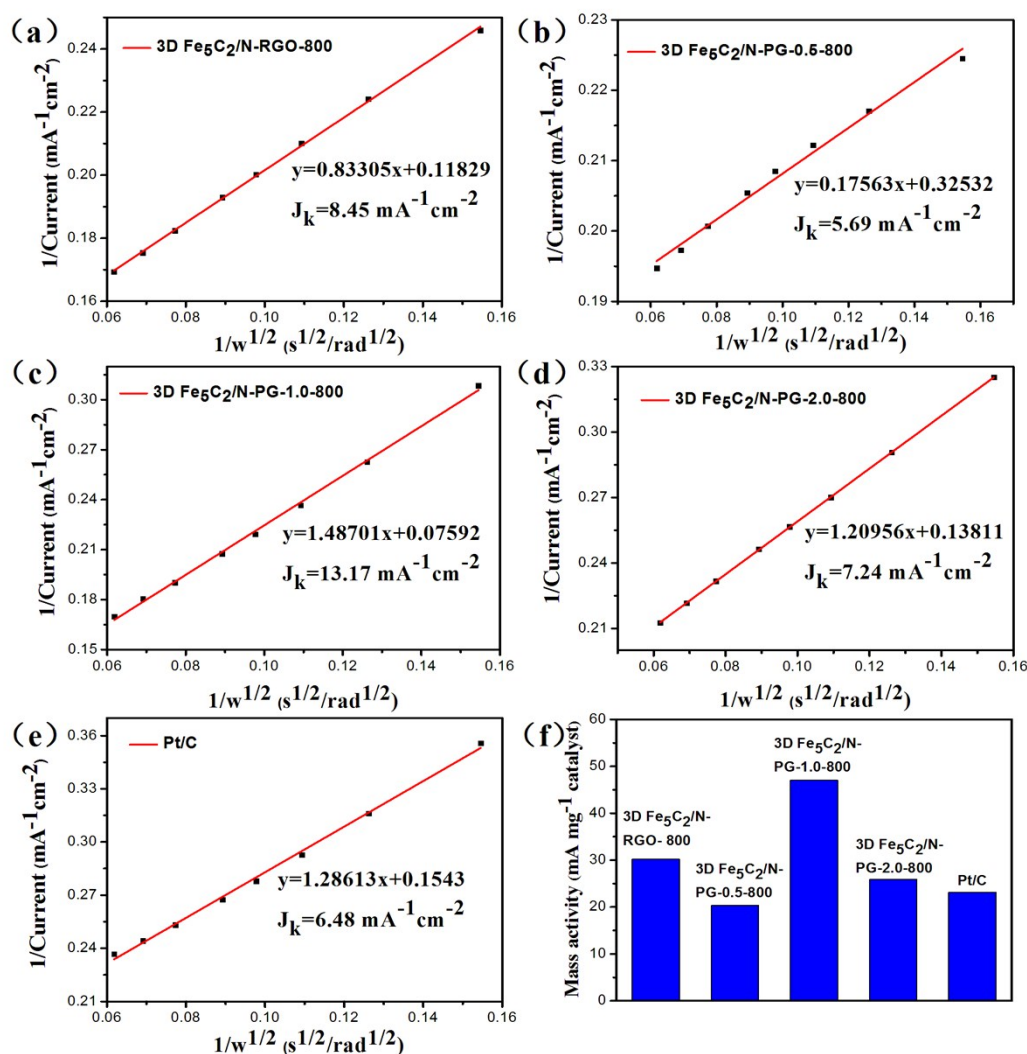 (a)
3D Fe5C2/N-RGO-800
0.24
0.22
0.20
0.18
0.16
1/Current (mA-1cm-2)
y=0.83305x+0.11829
Jk=8.45 mA-1cm-2
0.06 0.08 0.10 0.12 0.14 0.16
1/w1/2 (s1/2/rad1/2)
(b)
3D Fe5C2/N-PG-0.5-800
0.23
0.22
0.21
0.20
0.19
1/Current (mA-1cm-2)
y=0.17563x+0.32532
Jk=5.69 mA-1cm-2
0.06 0.08 0.10 0.12 0.14 0.16
1/w1/2 (s1/2/rad1/2)
(c)
3D Fe5C2/N-PG-1.0-800
0.30
0.27
0.24
0.21
0.18
0.15
1/Current (mA-1cm-2)
y=1.48701x+0.07592
Jk=13.17 mA-1cm-2
0.06 0.08 0.10 0.12 0.14 0.16
1/w1/2 (s1/2/rad1/2)
(d)
3D Fe5C2/N-PG-2.0-800
0.33
0.30
0.27
0.24
0.21
1/Current (mA-1cm-2)
y=1.20956x+0.13811
Jk=7.24 mA-1cm-2
0.06 0.08 0.10 0.12 0.14 0.16
1/w1/2 (s1/2/rad1/2)
(e)
Pt/C
0.36
0.33
0.30
0.27
0.24
0.21
1/Current (mA-1cm-2)
y=1.28613x+0.1543
Jk=6.48 mA-1cm-2
0.06 0.08 0.10 0.12 0.14 0.16
1/w1/2 (s1/2/rad1/2)
(f)
60
50
40
30
20
10
0
Mass activity (mA mg-1 catalyst)
3D Fe5C2/N-
RGO- 800
3D Fe5C2/N-
PG-0.5-800
3D Fe5C2/N-
PG-1.0-800
3D Fe5C2/N-
PG-2.0-800
Pt/C